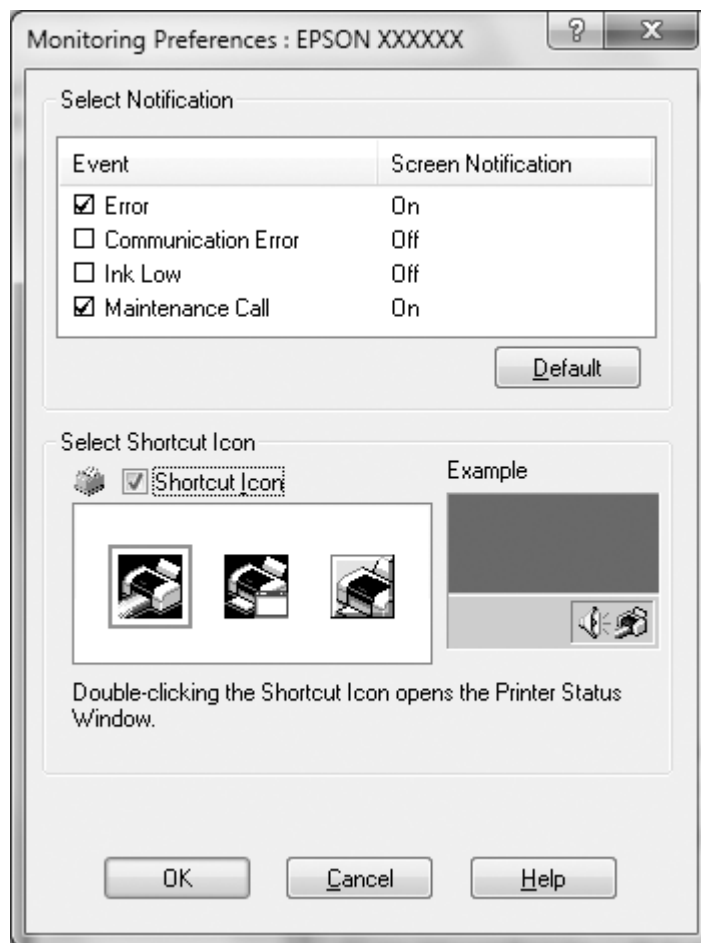 Monitoring Preferences : EPSON XXXXXX
Select Notification
Event Screen Notification
Error On
Communication Error Off
Ink Low Off
Maintenance Call On
Default
Select Shortcut Icon
Shortcut Icon
Example
Double-clicking the Shortcut Icon opens the Printer Status
Window.
OK Cancel Help